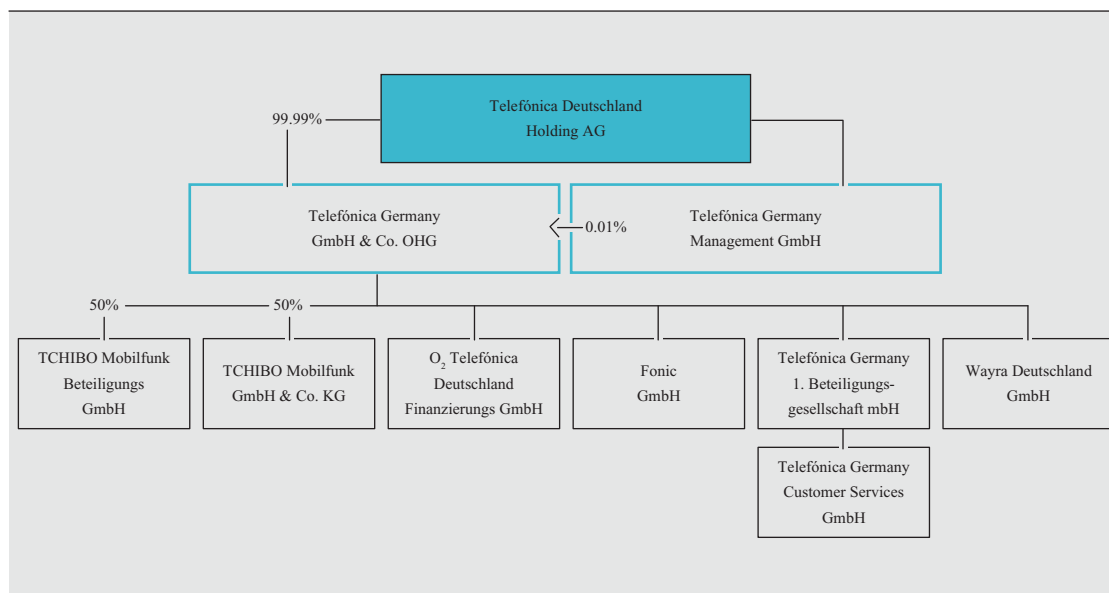 Telefónica Deutschland
Holding AG
99.99%
Telefónica Germany
GmbH & Co. OHG
0.01%
Telefónica Germany
Management GmbH
50%
50%
TCHIBO Mobilfunk
Beteiligungs
GmbH
TCHIBO Mobilfunk
GmbH & Co. KG
O₂ Telefónica
Deutschland
Finanzierungs GmbH
Fonic
GmbH
Telefónica Germany
1. Beteiligungs-
gesellschaft mbH
Wayra Deutschland
GmbH
Telefónica Germany
Customer Services
GmbH